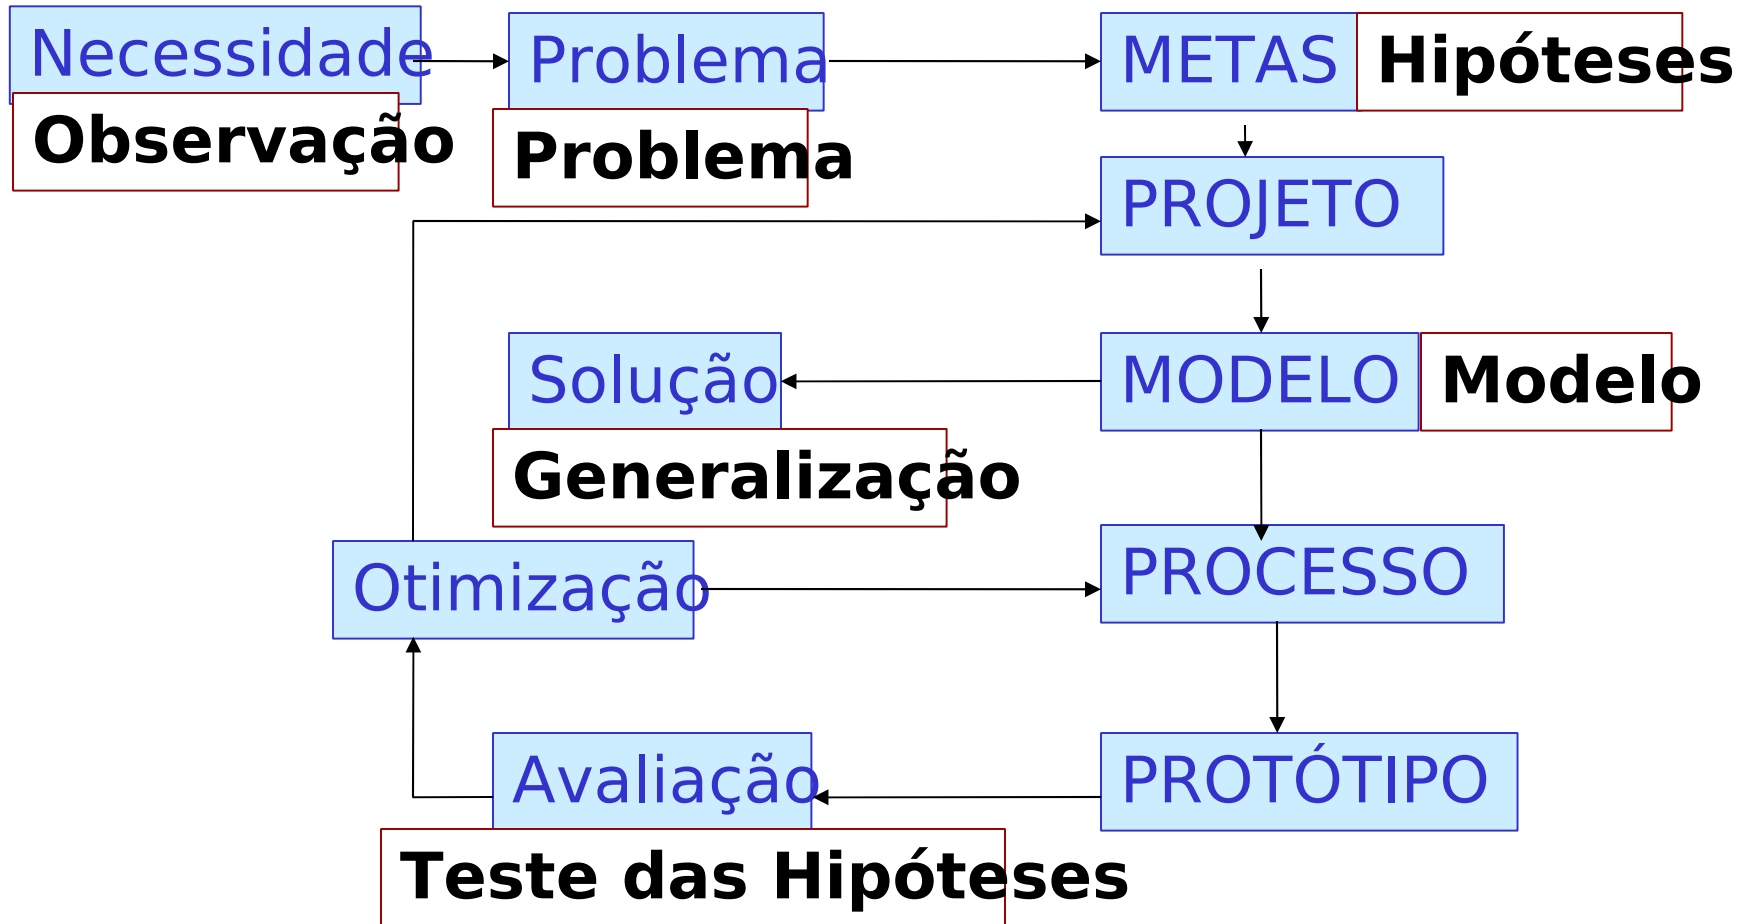 Necessidade
Problema
METAS
Hipóteses
Observação
Problema
PROJETO
Solução
MODELO
Modelo
Generalização
Otimização
PROCESSO
Avaliação
PROTÓTIPO
Teste das Hipóteses